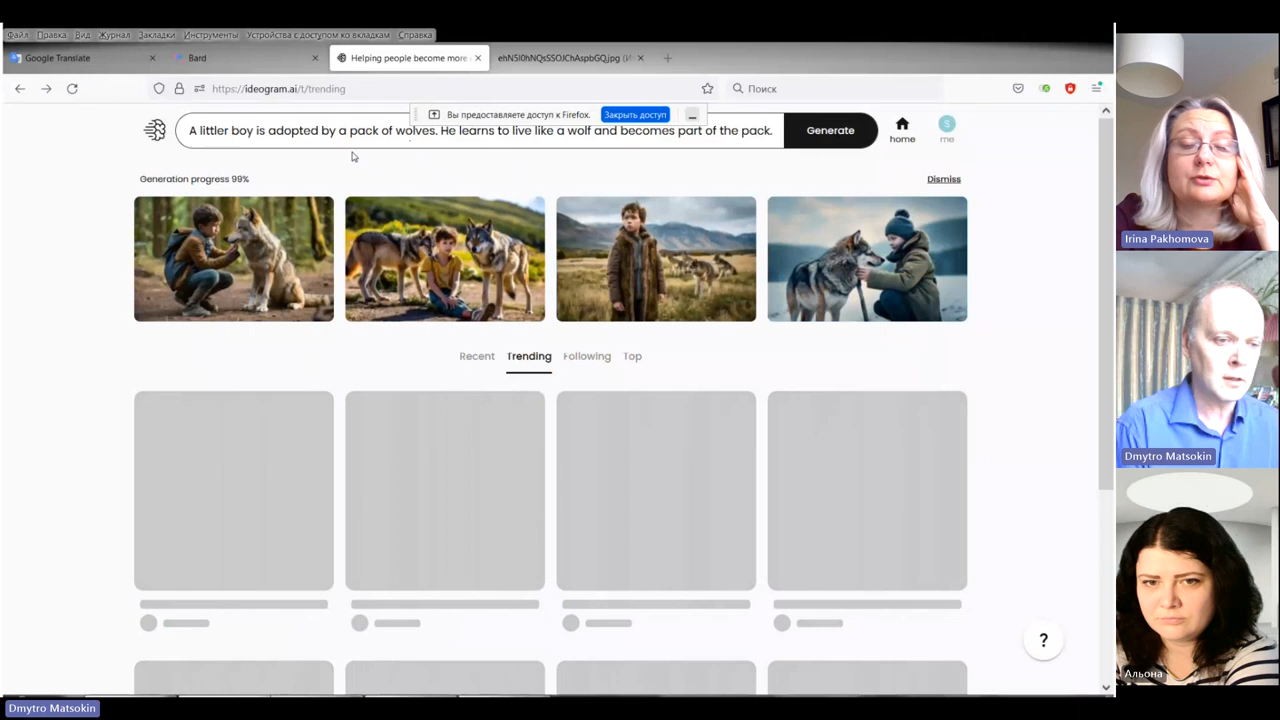 Файл Правка Вид Журнал Закладки Инструменты Устройства с доступом ко вкладкам Справка
Google Translate
Bard
Helping people become more
ehN5l0hNQsSSOJChAspbGQ.jpg
https://ideogram.ai/t/trending
Поиск
Вы предоставляете доступ к Firefox. Закрыть доступ
A littler boy is adopted by a pack of wolves. He learns to live like a wolf and becomes part of the pack.
Generate
home
S
me
Generation progress 99%
Dismiss
Recent Trending Following Top
?
Irina Pakhomova
Dmytro Matsokin
Альона
Dmytro Matsokin